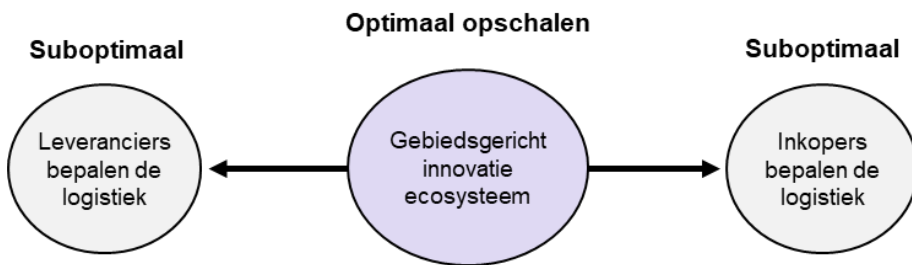 Optimaal opschalen
Suboptimaal
Suboptimaal
Leveranciers
bepalen de
logistiek
Gebiedsgericht
innovatie
ecosysteem
Inkopers
bepalen de
logistiek